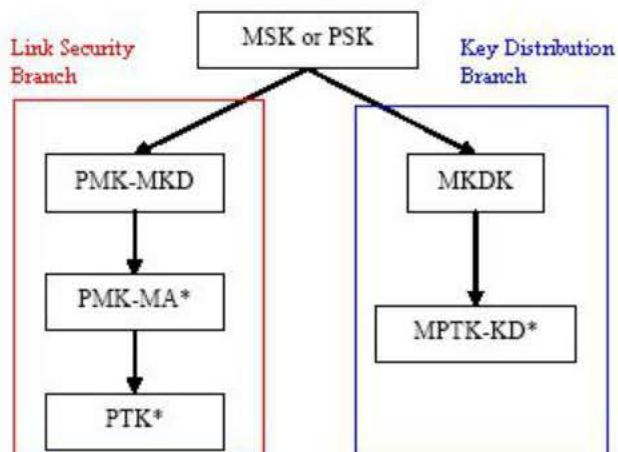 MSK or PSK
Link Security
Branch
Key Distribution
Branch
PMK-MKD
MKDK
PMK-MA*
MPTK-KD*
PTK*